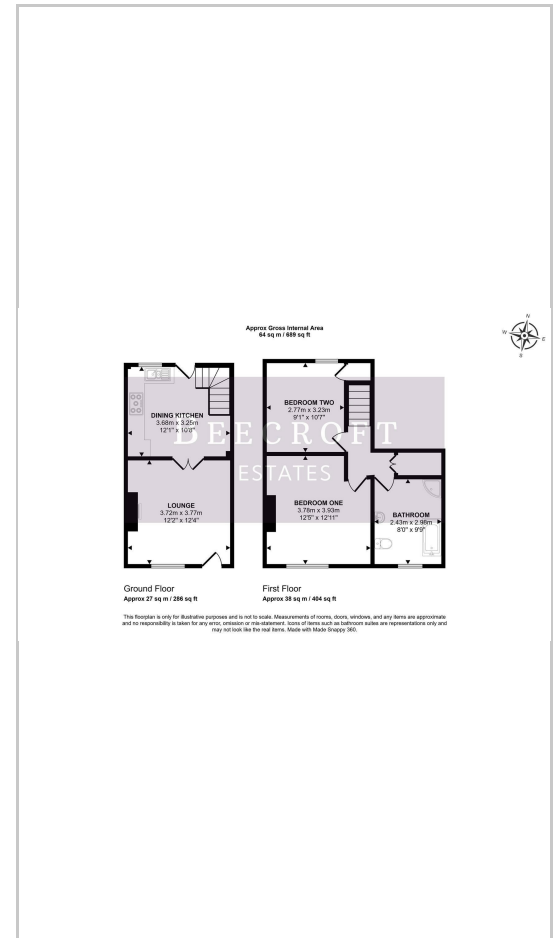 Approx Gross Internal Area
64 sq m / 689 sq ft
N
W
E
S
DINING KITCHEN
3.68m x 3.25m
12'1" x 10'8"
BEDROOM TWO
2.77m x 3.23m
9'1" x 10'7"
BEECROFT
ESTATES
LOUNGE
3.72m x 3.77m
12'2" x 12'4"
BEDROOM ONE
3.78m x 3.93m
12'5" x 12'11"
BATHROOM
2.43m x 2.98m
8'0" x 9'9"
Ground Floor
Approx 27 sq m / 286 sq ft
First Floor
Approx 38 sq m / 404 sq ft
This floorplan is only for illustrative purposes and is not to scale. Measurements of rooms, doors, windows, and any items are approximate
and no responsibility is taken for any error, omission or mis-statement. Icons of items such as bathroom suites are representations only and
may not look like the real items. Made with Made Snappy 360.